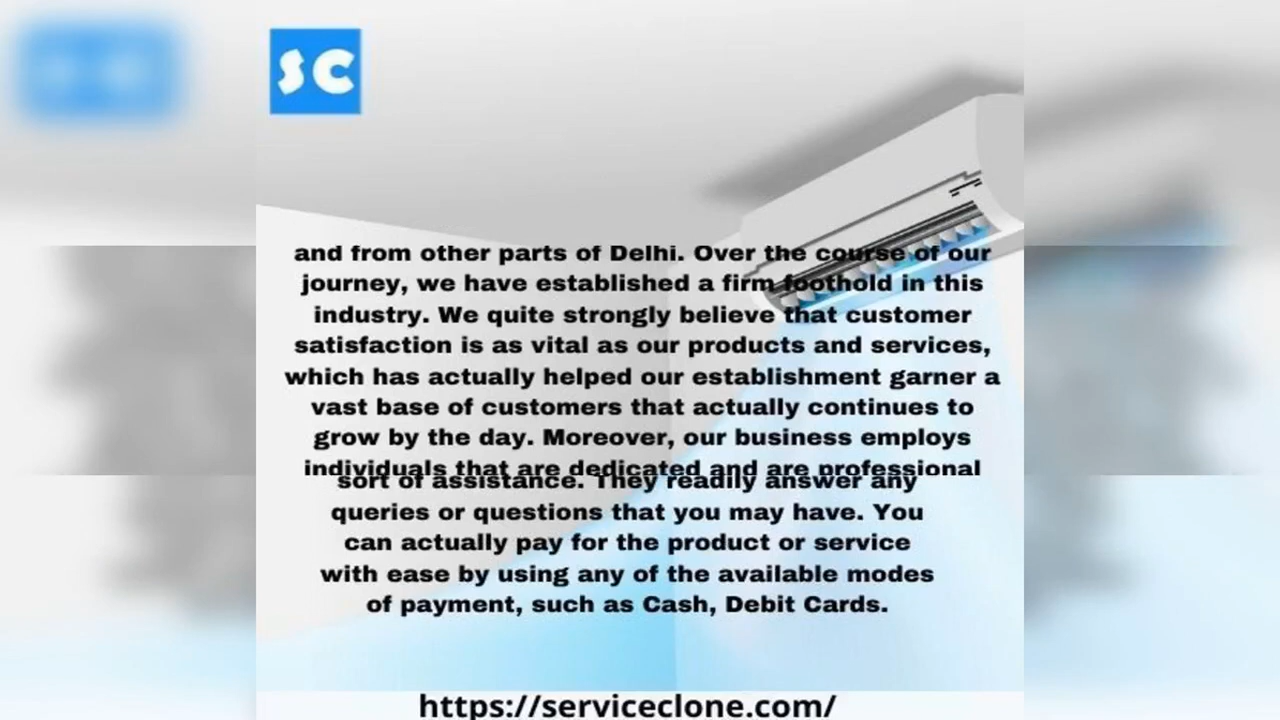 SC
and from other parts of Delhi. Over the course of our
journey, we have established a firm foothold in this
industry. We quite strongly believe that customer
satisfaction is as vital as our products and services,
which has actually helped our establishment garner a
vast base of customers that actually continues to
grow by the day. Moreover, our business employs
individuals that are dedicated and are professional
sort of assistance. They readily answer any
queries or questions that you may have. You
can actually pay for the product or service
with ease by using any of the available modes
of payment, such as Cash, Debit Cards.
https://serviceclone.com/